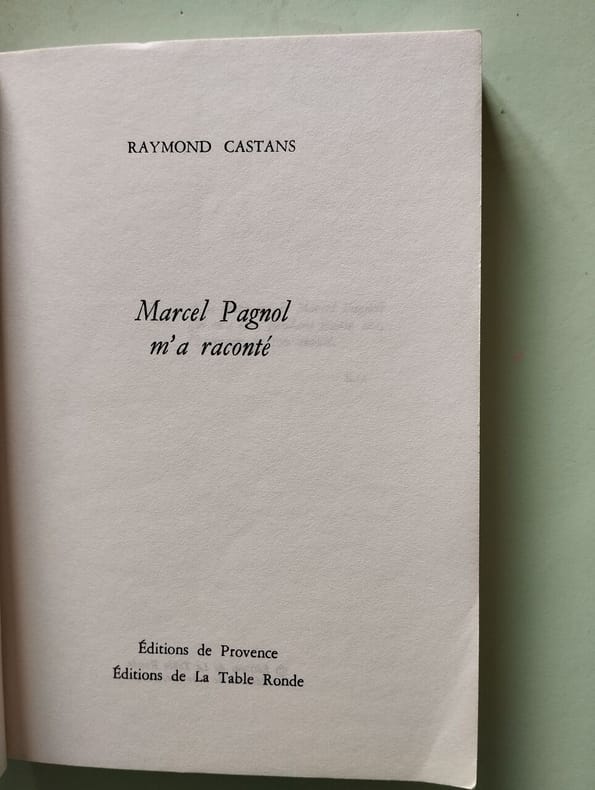 RAYMOND CASTANS
Marcel Pagnol
m'a raconté
Éditions de Provence
Éditions de La Table Ronde